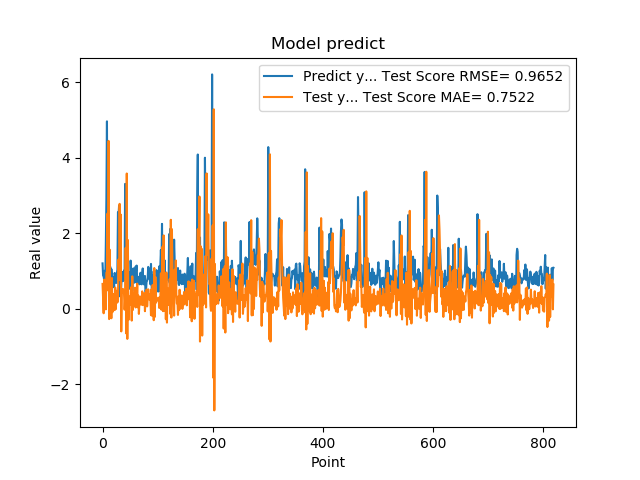 Model predict
Predict y... Test Score RMSE= 0.9652
Test y... Test Score MAE= 0.7522
Real value
6
4
2
0
−2
0 200 400 600 800
Point